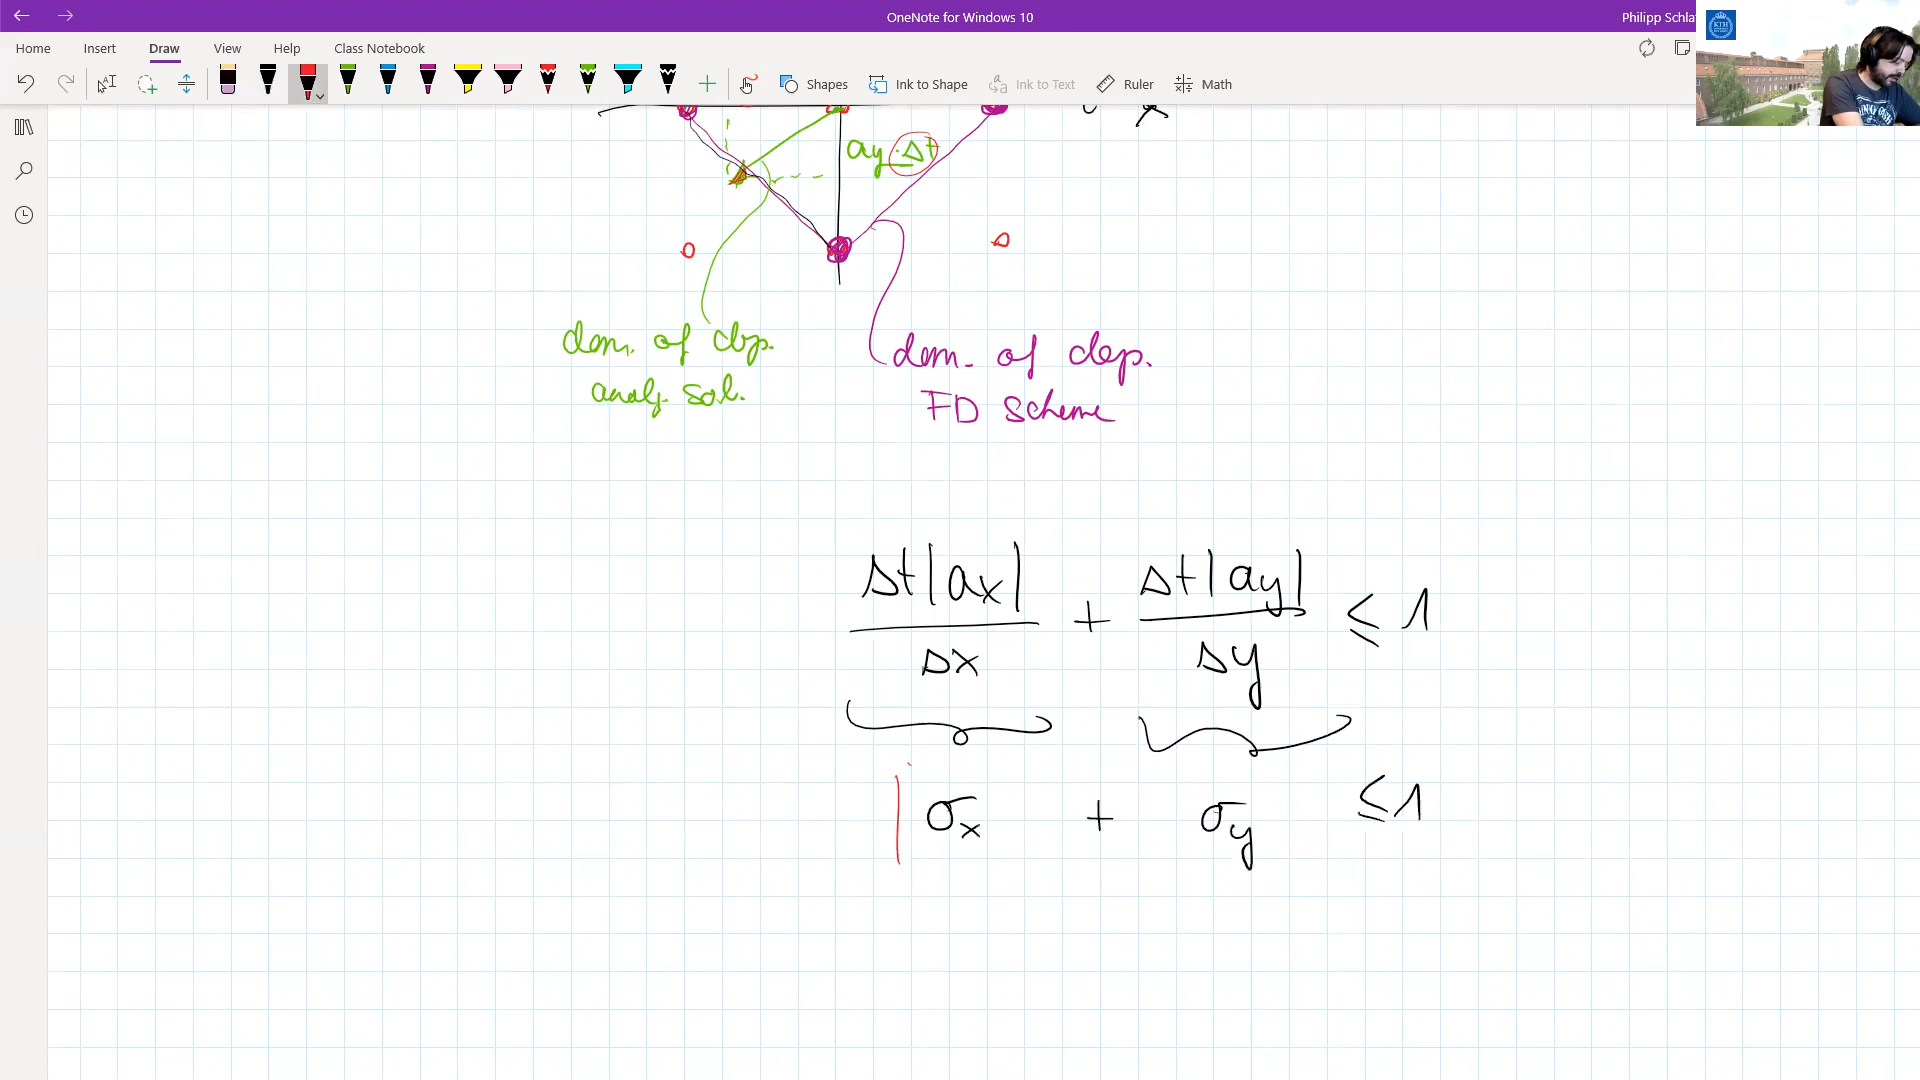 OneNote for Windows 10
Philipp Schla
Home Insert Draw View Help Class Notebook
Shapes Ink to Shape Ink to Text Ruler Math
KTH
x
ay·Δt
dom. of dep.
analy. sol.
dom. of dep.
FD scheme
Δt|ax| / Δx + Δt|ay| / Δy ≤ 1
σx + σy ≤ 1